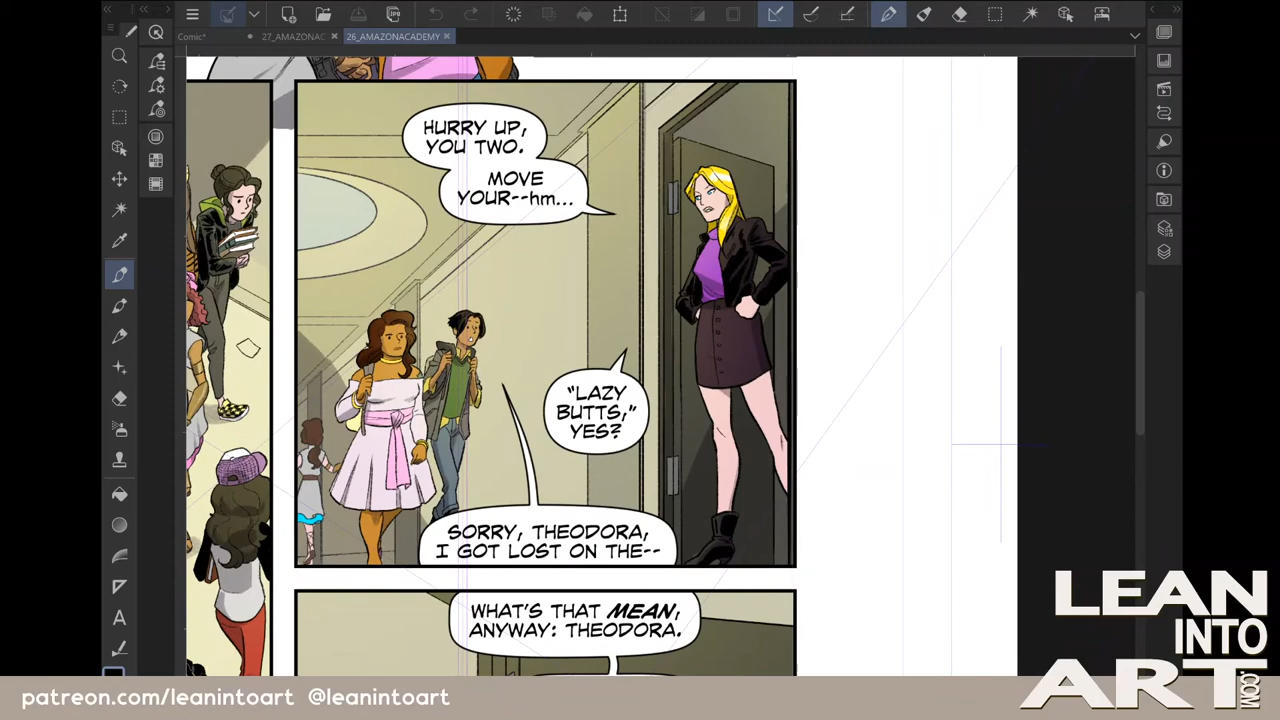 Comic*
27_AMAZONAC
26_AMAZONACADEMY
HURRY UP,
YOU TWO.
MOVE
YOUR--hm...
"LAZY
BUTTS,"
YES?
SORRY, THEODORA,
I GOT LOST ON THE--
WHAT'S THAT MEAN,
ANYWAY: THEODORA.
LEAN
INTO
ART
.COM
patreon.com/leanintoart @leanintoart